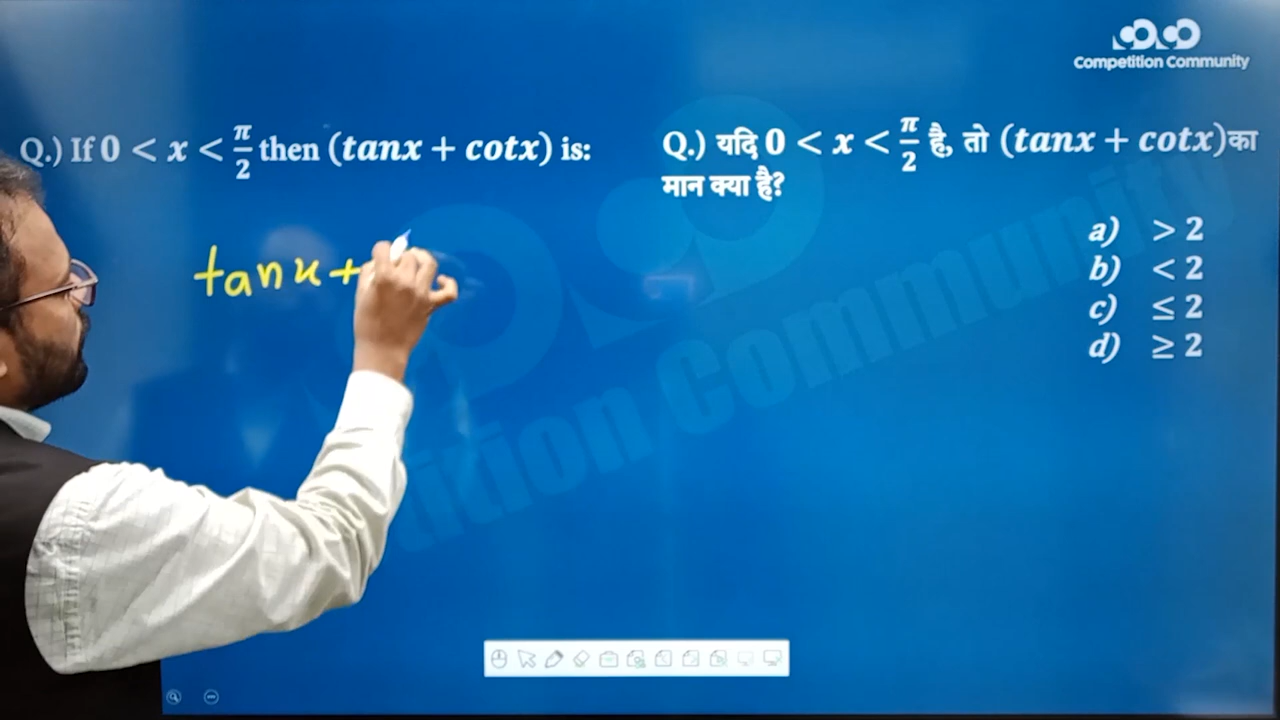 Competition Community
Q.) If 0 < x < π/2 then (tanx + cotx) is:
Q.) यदि 0 < x < π/2 है, तो (tanx + cotx)का
मान क्या है?
a) > 2
b) < 2
c) ≤ 2
d) ≥ 2
tanx+
Community